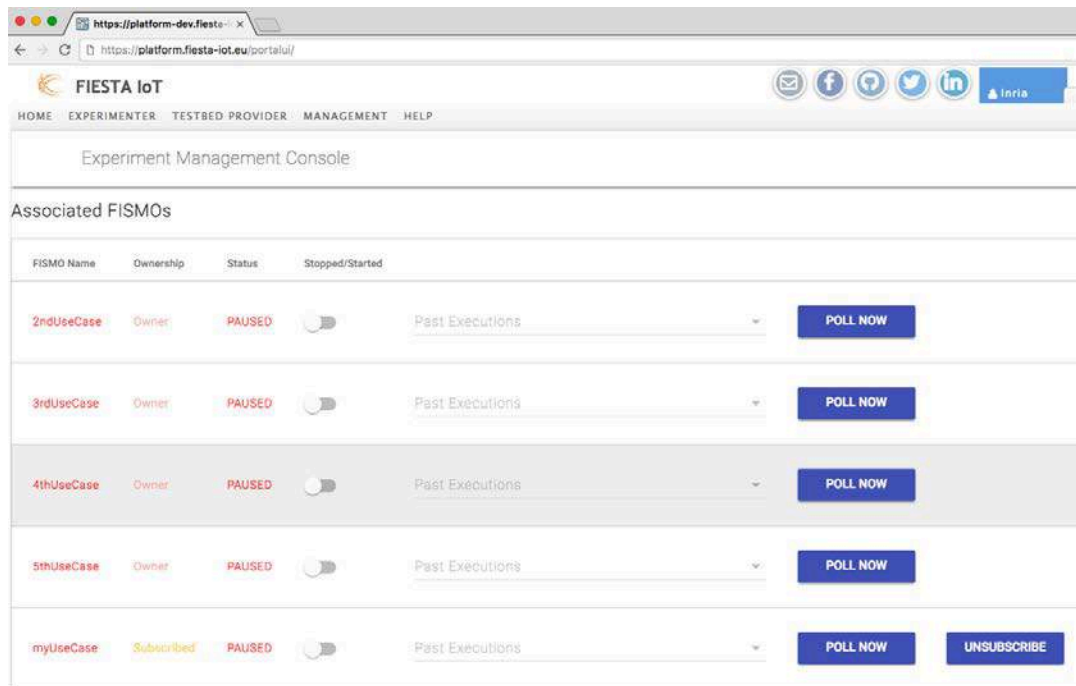 https://platform-dev.fiesta-i
https://platform.fiesta-iot.eu/portalui/
FIESTA IoT
Inria
HOME EXPERIMENTER TESTBED PROVIDER MANAGEMENT HELP
Experiment Management Console
Associated FISMOs
FISMO Name Ownership Status Stopped/Started
2ndUseCase Owner PAUSED Past Executions POLL NOW
3rdUseCase Owner PAUSED Past Executions POLL NOW
4thUseCase Owner PAUSED Past Executions POLL NOW
5thUseCase Owner PAUSED Past Executions POLL NOW
myUseCase Subscribed PAUSED Past Executions POLL NOW UNSUBSCRIBE